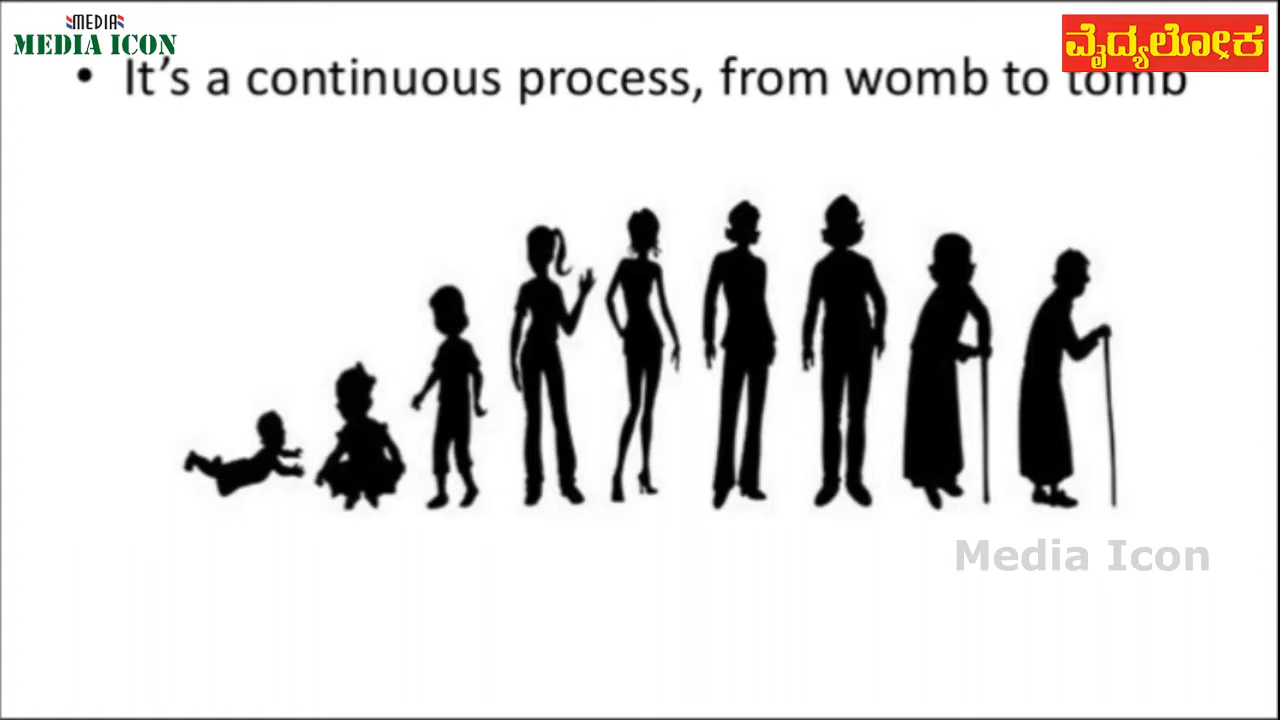 MEDIA
MEDIA ICON
ವೈದ್ಯಲೋಕ
• It's a continuous process, from womb to tomb
Media Icon